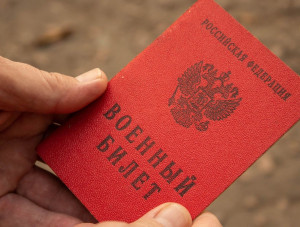 РОССИЙСКАЯ ФЕДЕРАЦИЯ
ВОЕННЫЙ
БИЛЕТ